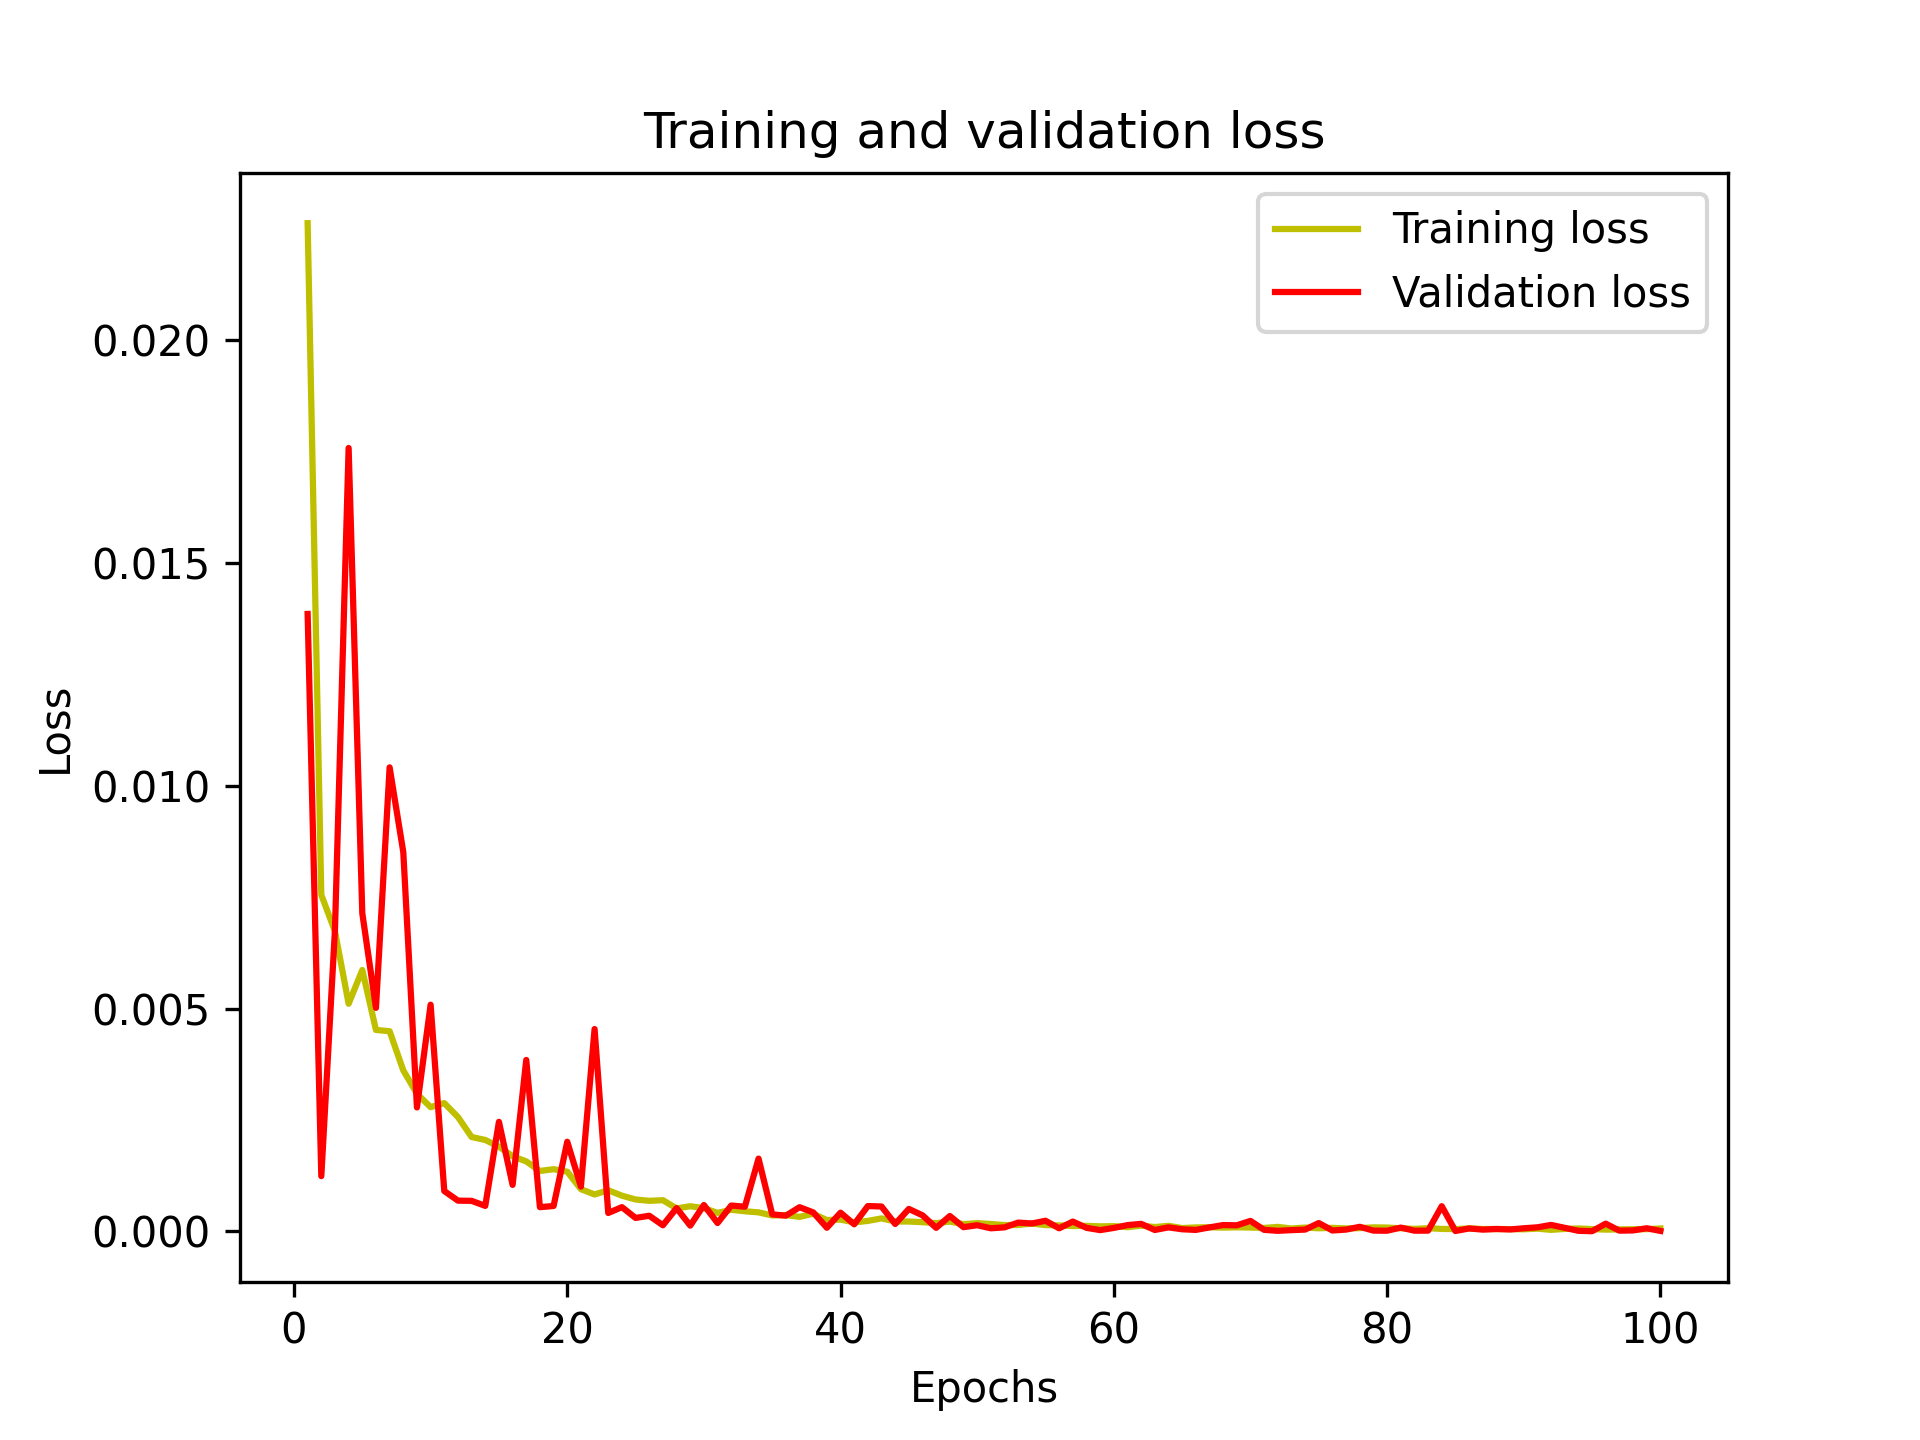 Training and validation loss
Training loss
Validation loss
0.020
0.015
0.010
0.005
0.000
Loss
0 20 40 60 80 100
Epochs